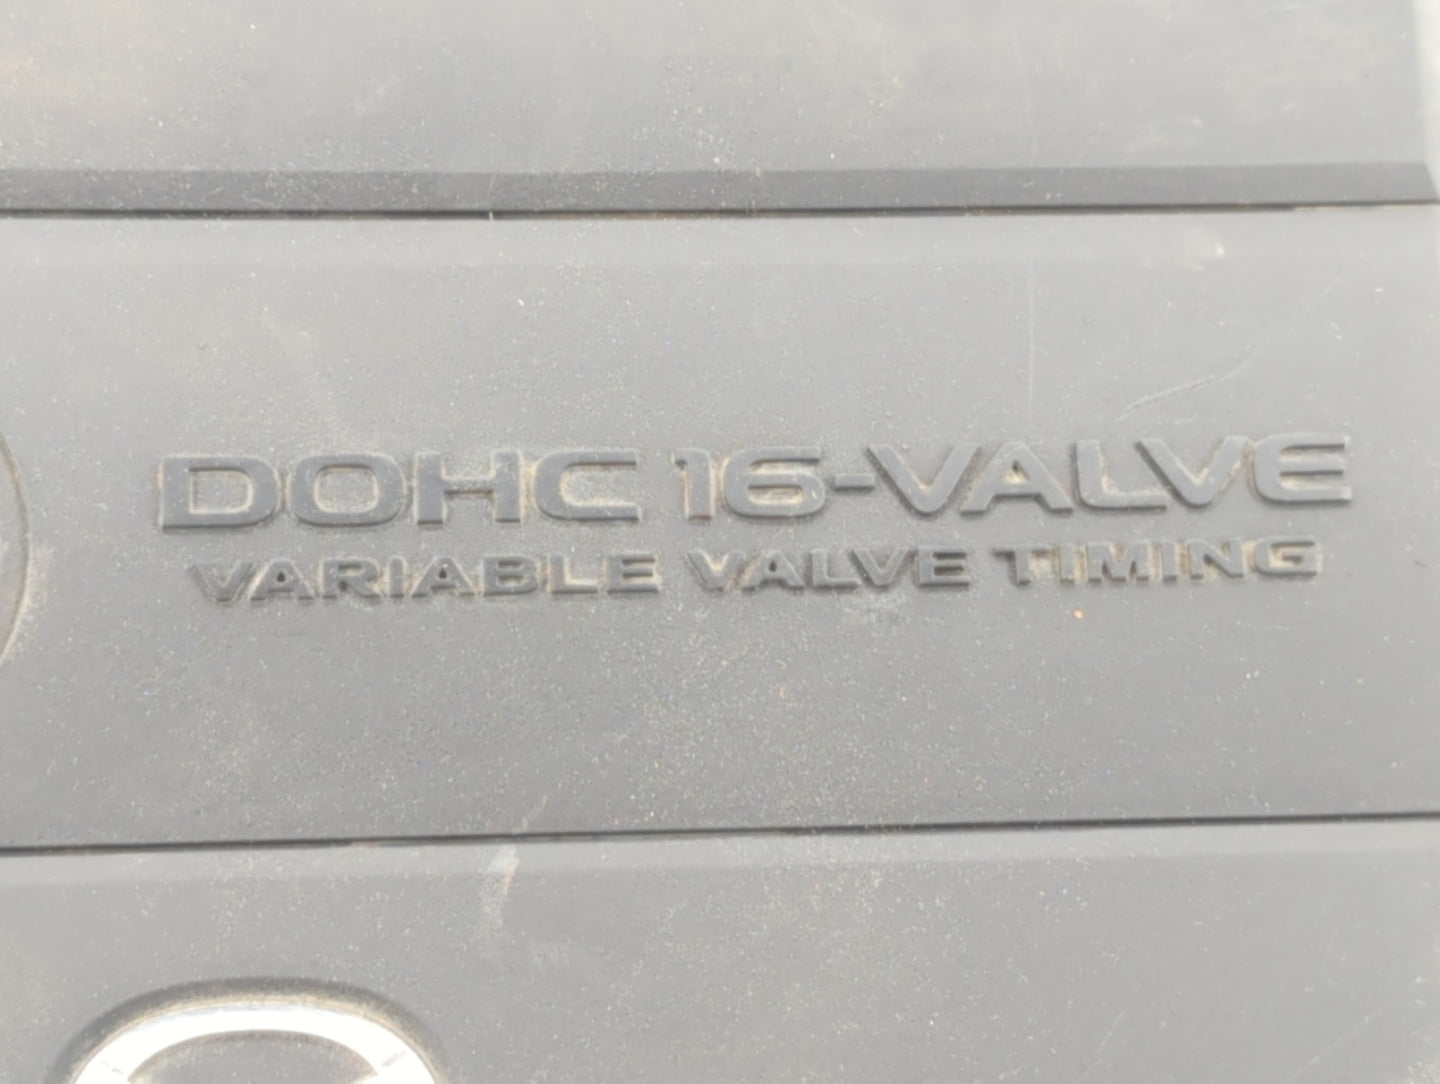 DOHC 16-VALVE
VARIABLE VALVE TIMING